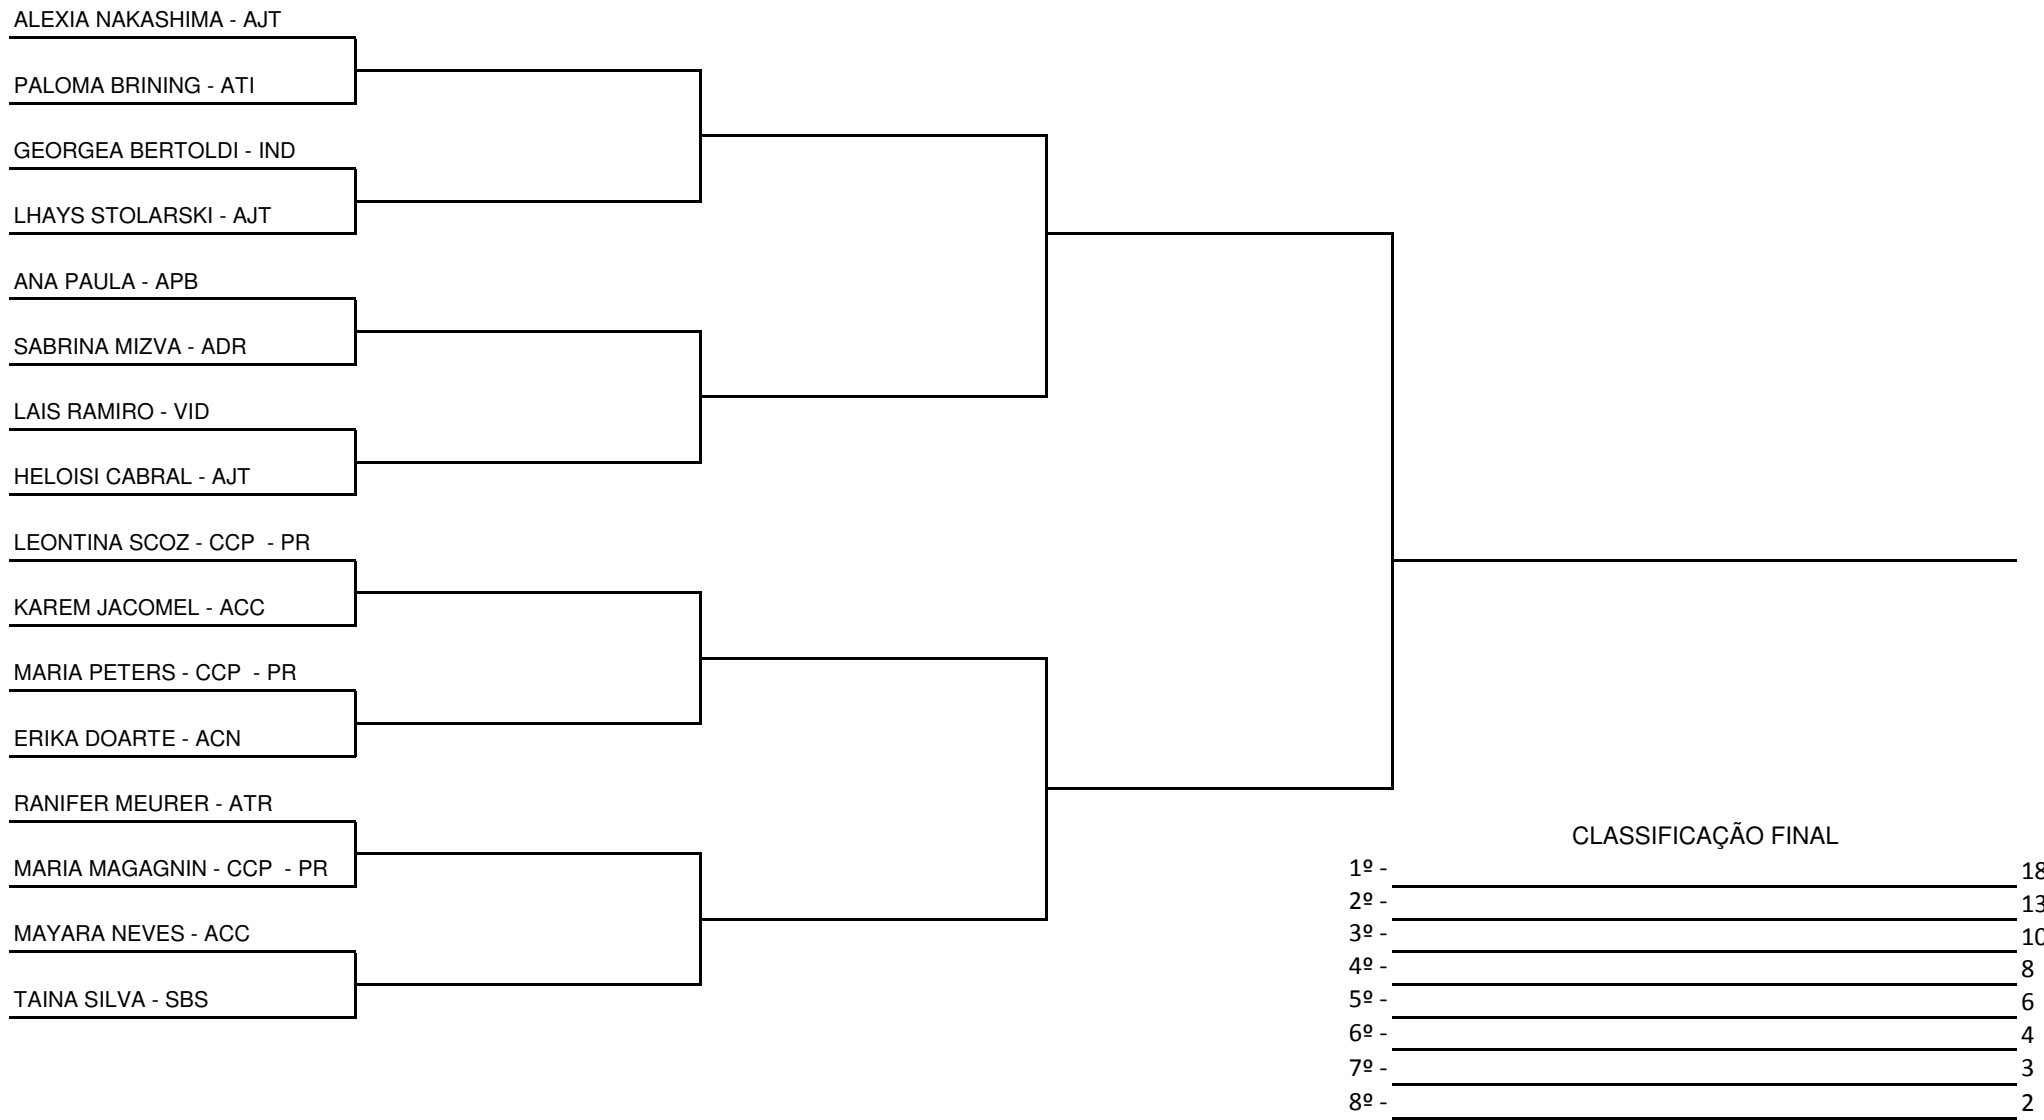 ALEXIA NAKASHIMA - AJT
PALOMA BRINING - ATI
GEORGEA BERTOLDI - IND
LHAYS STOLARSKI - AJT
ANA PAULA - APB
SABRINA MIZVA - ADR
LAIS RAMIRO - VID
HELOISI CABRAL - AJT
LEONTINA SCOZ - CCP  - PR
KAREM JACOMEL - ACC
MARIA PETERS - CCP  - PR
ERIKA DOARTE - ACN
RANIFER MEURER - ATR
MARIA MAGAGNIN - CCP  - PR
MAYARA NEVES - ACC
TAINA SILVA - SBS
CLASSIFICAÇÃO FINAL
1º - 18
2º - 13
3º - 10
4º - 8
5º - 6
6º - 4
7º - 3
8º - 2